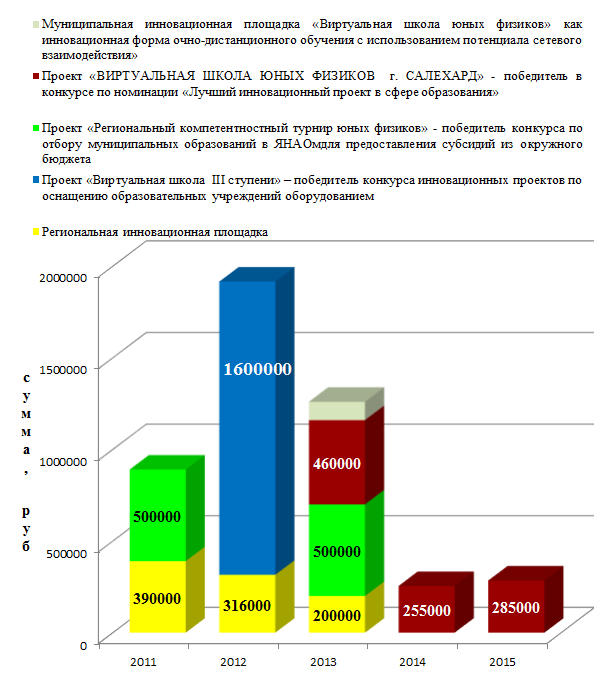 Муниципальная инновационная площадка «Виртуальная школа юных физиков» как
инновационная форма очно-дистанционного обучения с использованием потенциала сетевого
взаимодействия»
Проект «ВИРТУАЛЬНАЯ ШКОЛА ЮНЫХ ФИЗИКОВ г. САЛЕХАРД» - победитель в
конкурсе по номинации «Лучший инновационный проект в сфере образования»
Проект «Региональный компетентностный турнир юных физиков» - победитель конкурса по
отбору муниципальных образований в ЯНАОмдля предоставления субсидий из окружного
бюджета
Проект «Виртуальная школа III ступени» – победитель конкурса инновационных проектов по
оснащению образовательных учреждений оборудованием
Региональная инновационная площадка
2000000
1500000
1000000
500000
0
сумма, руб
500000
390000
1600000
316000
460000
500000
200000
255000
285000
2011
2012
2013
2014
2015